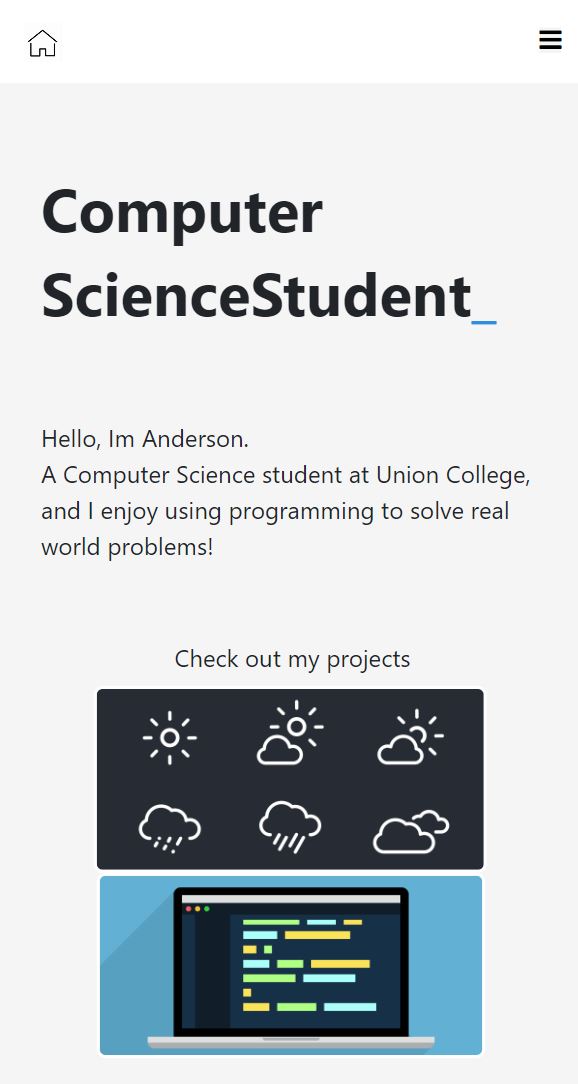 Computer
ScienceStudent_
Hello, Im Anderson.
A Computer Science student at Union College,
and I enjoy using programming to solve real
world problems!
Check out my projects